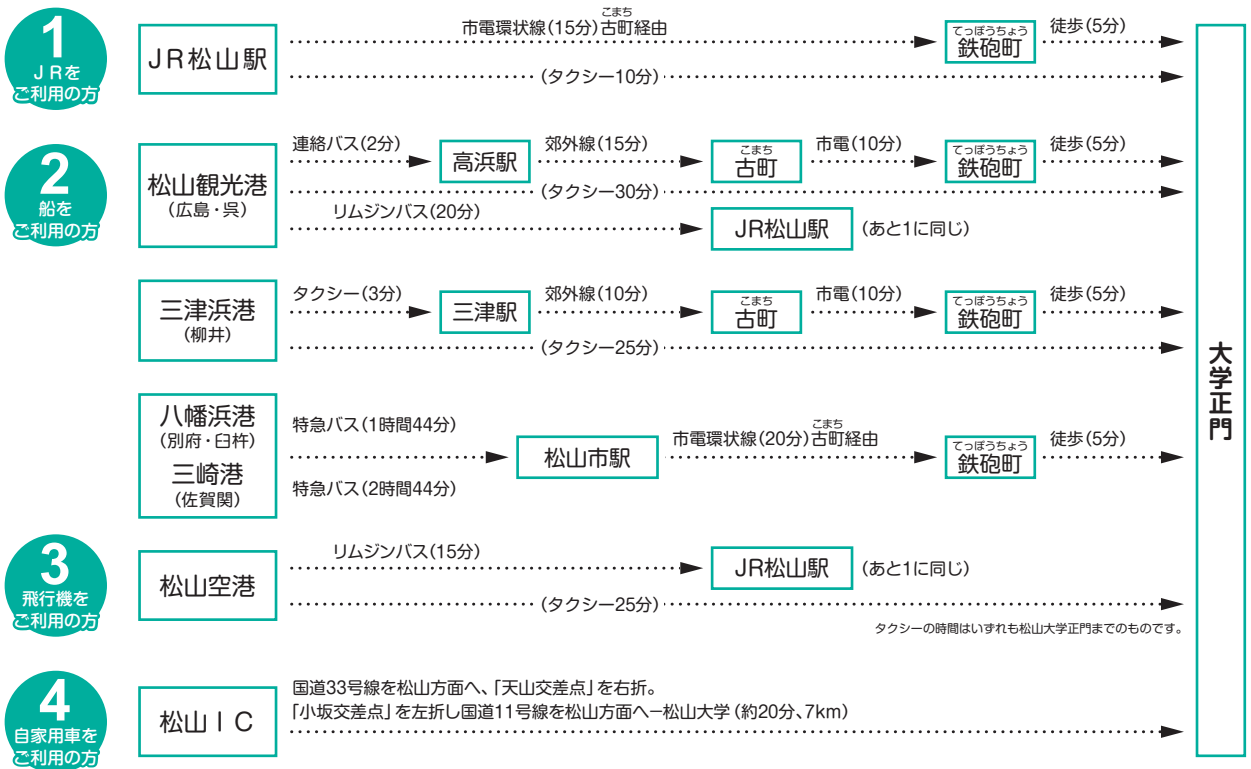 1
JRを
ご利用の方
JR松山駅
市電環状線(15分)古町経由
こまち
鉄砲町
てっぽうちょう
徒歩(5分)
(タクシー10分)
2
船を
ご利用の方
松山観光港
(広島・呉)
連絡バス(2分)
高浜駅
郊外線(15分)
こまち
古町
市電(10分)
てっぽうちょう
鉄砲町
徒歩(5分)
(タクシー30分)
リムジンバス(20分)
JR松山駅
(あと1に同じ)
三津浜港
(柳井)
タクシー(3分)
三津駅
郊外線(10分)
こまち
古町
市電(10分)
てっぽうちょう
鉄砲町
徒歩(5分)
(タクシー25分)
八幡浜港
(別府・臼杵)
三崎港
(佐賀関)
特急バス(1時間44分)
特急バス(2時間44分)
松山市駅
こまち
市電環状線(20分)古町経由
てっぽうちょう
鉄砲町
徒歩(5分)
3
飛行機を
ご利用の方
松山空港
リムジンバス(15分)
JR松山駅
(あと1に同じ)
(タクシー25分)
タクシーの時間はいずれも松山大学正門までのものです。
4
自家用車を
ご利用の方
松山IC
国道33号線を松山方面へ、「天山交差点」を右折。
「小坂交差点」を左折し国道11号線を松山方面へ−松山大学(約20分、7km)
大学正門